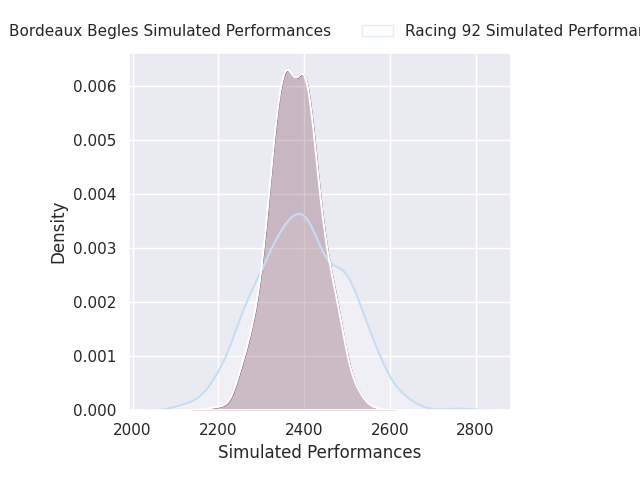 Bordeaux Begles Simulated Performances
Racing 92 Simulated
0.006
0.005
0.004
0.003
0.002
0.001
0.000
Density
2000 2200 2400 2600 2800
Simulated Performances